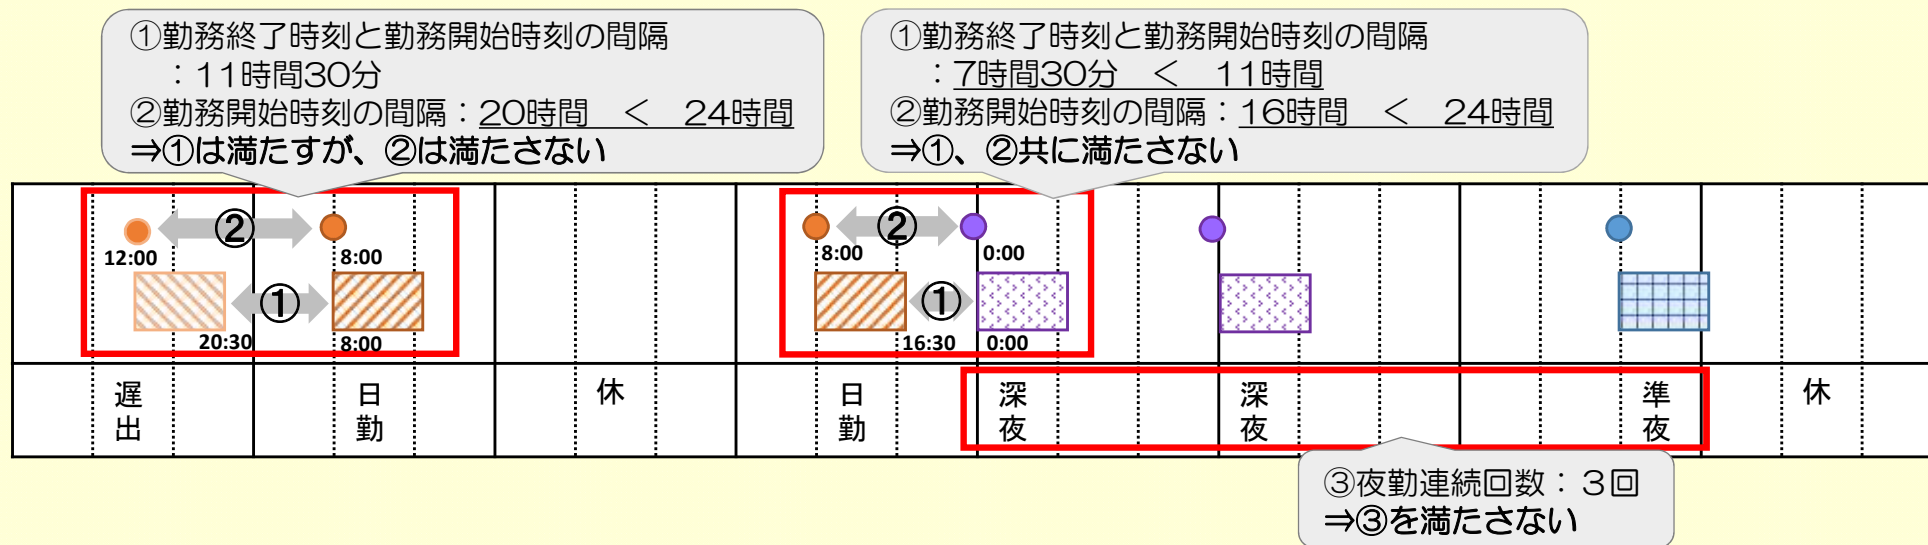 ①勤務終了時刻と勤務開始時刻の間隔
：11時間30分
②勤務開始時刻の間隔：20時間　＜　24時間
⇒①は満たすが、②は満たさない
①勤務終了時刻と勤務開始時刻の間隔
：7時間30分　＜　11時間
②勤務開始時刻の間隔：16時間　＜　24時間
⇒①、②共に満たさない
②
12:00
8:00
①
20:30
8:00
②
8:00
0:00
①
16:30
0:00
遅出
日勤
休
日勤
深夜
深夜
準夜
休
③夜勤連続回数：３回
⇒③を満たさない